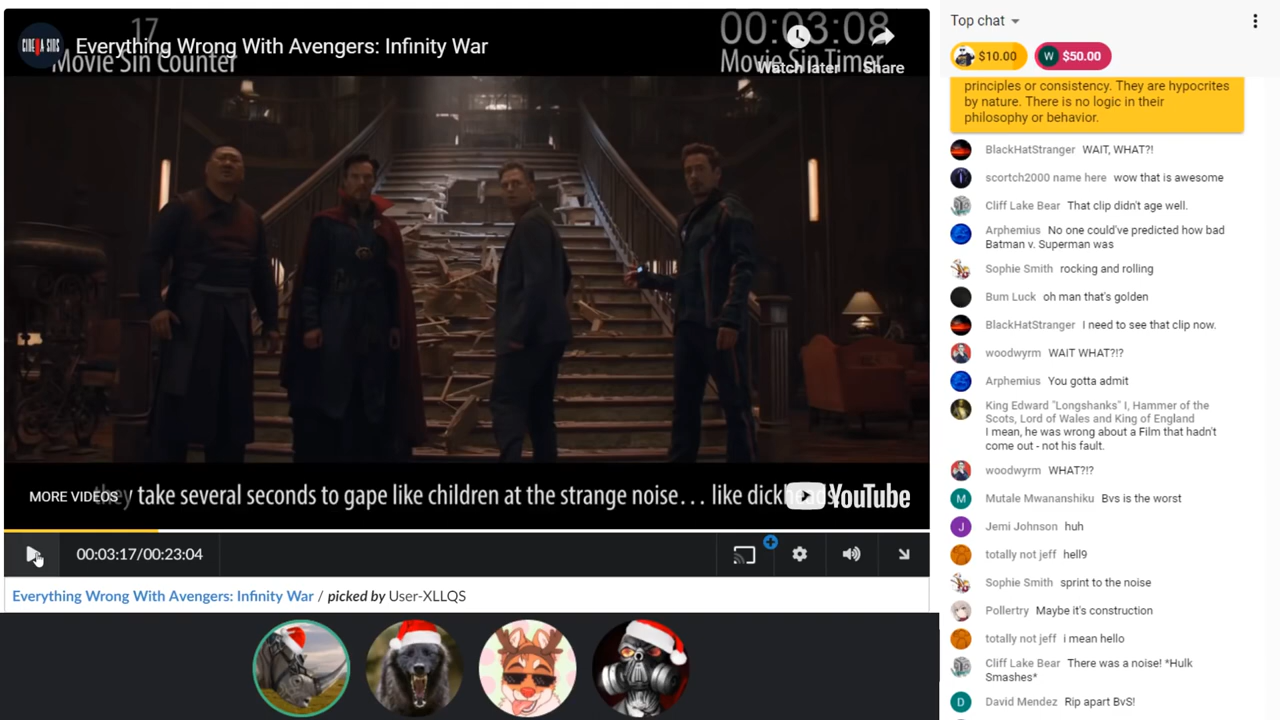 17
Movie Sin Counter
CINEMA SINS
Everything Wrong With Avengers: Infinity War
00:03:08
Movie Sin Timer
Watch later
Share
MORE VIDEOS
they take several seconds to gape like children at the strange noise… like dickheads
YouTube
00:03:17/00:23:04
Everything Wrong With Avengers: Infinity War / picked by User-XLLQS
Top chat
$10.00
W $50.00
principles or consistency. They are hypocrites
by nature. There is no logic in their
philosophy or behavior.
BlackHatStranger WAIT, WHAT?!
scortch2000 name here wow that is awesome
Cliff Lake Bear That clip didn't age well.
Arphemius No one could've predicted how bad
Batman v. Superman was
Sophie Smith rocking and rolling
Bum Luck oh man that's golden
BlackHatStranger I need to see that clip now.
woodwyrm WAIT WHAT?!?
Arphemius You gotta admit
King Edward "Longshanks" I, Hammer of the
Scots, Lord of Wales and King of England
I mean, he was wrong about a Film that hadn't
come out - not his fault.
woodwyrm WHAT?!?
M Mutale Mwananshiku Bvs is the worst
J Jemi Johnson huh
totally not jeff hell9
Sophie Smith sprint to the noise
Pollertry Maybe it's construction
totally not jeff i mean hello
Cliff Lake Bear There was a noise! *Hulk
Smashes*
D David Mendez Rip apart BvS!